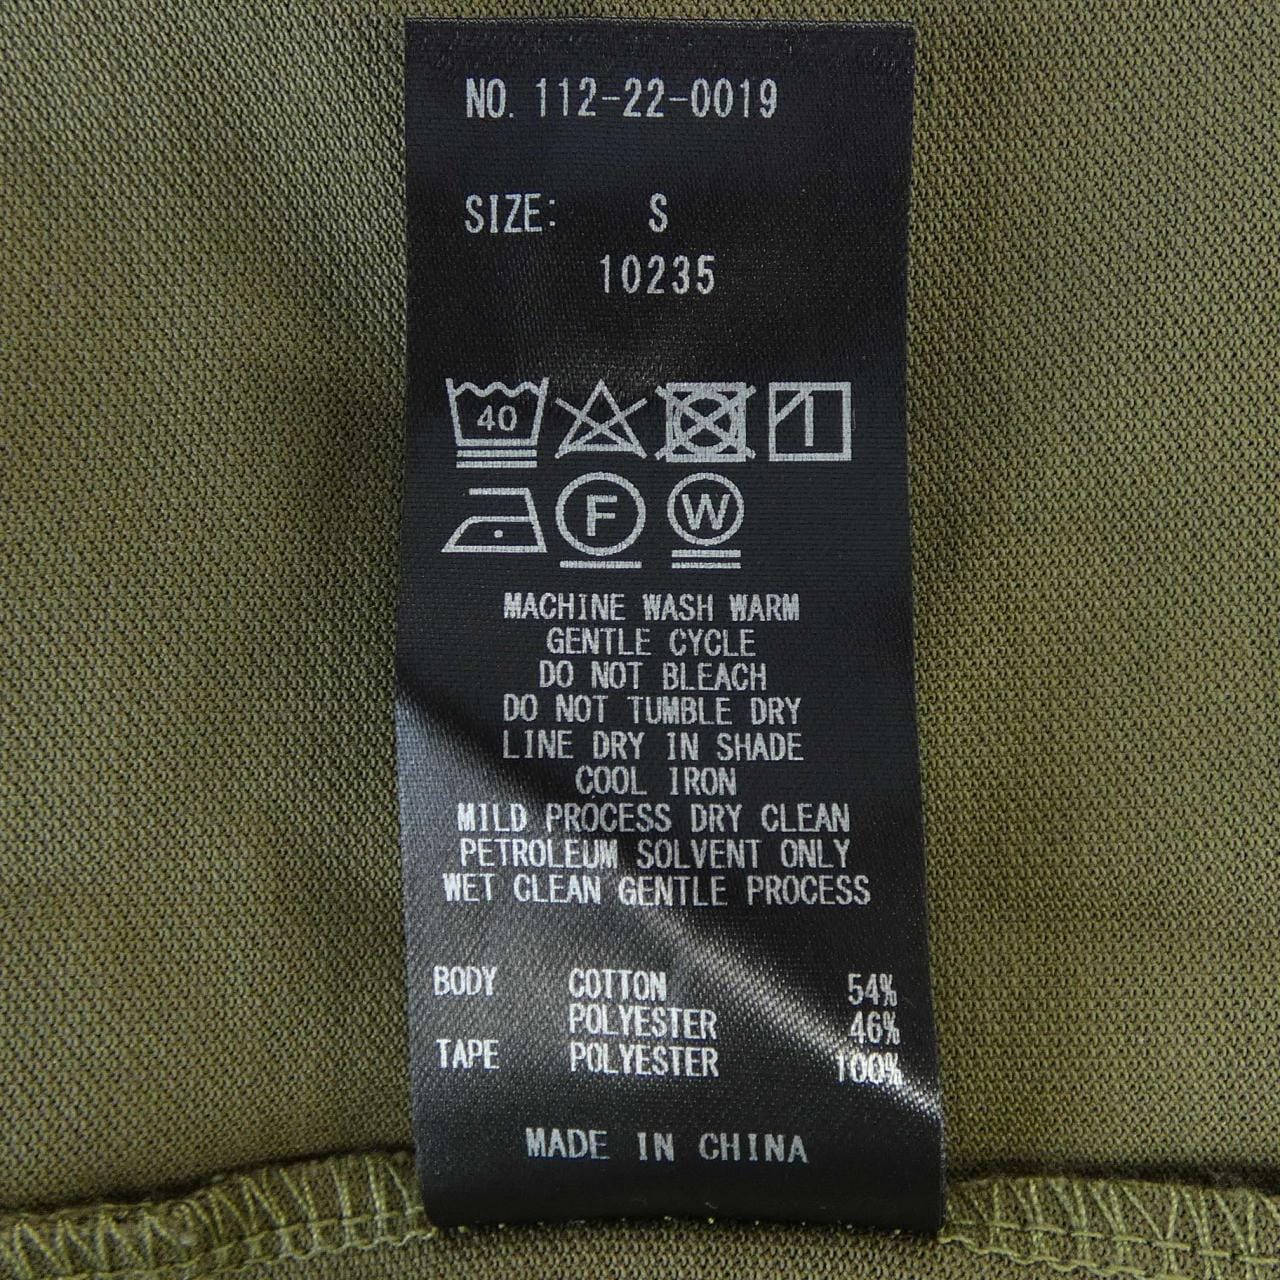 NO. 112-22-0019
SIZE: S
10235
40
F W
MACHINE WASH WARM
GENTLE CYCLE
DO NOT BLEACH
DO NOT TUMBLE DRY
LINE DRY IN SHADE
COOL IRON
MILD PROCESS DRY CLEAN
PETROLEUM SOLVENT ONLY
WET CLEAN GENTLE PROCESS
BODY COTTON 54%
POLYESTER 46%
TAPE POLYESTER 100%
MADE IN CHINA